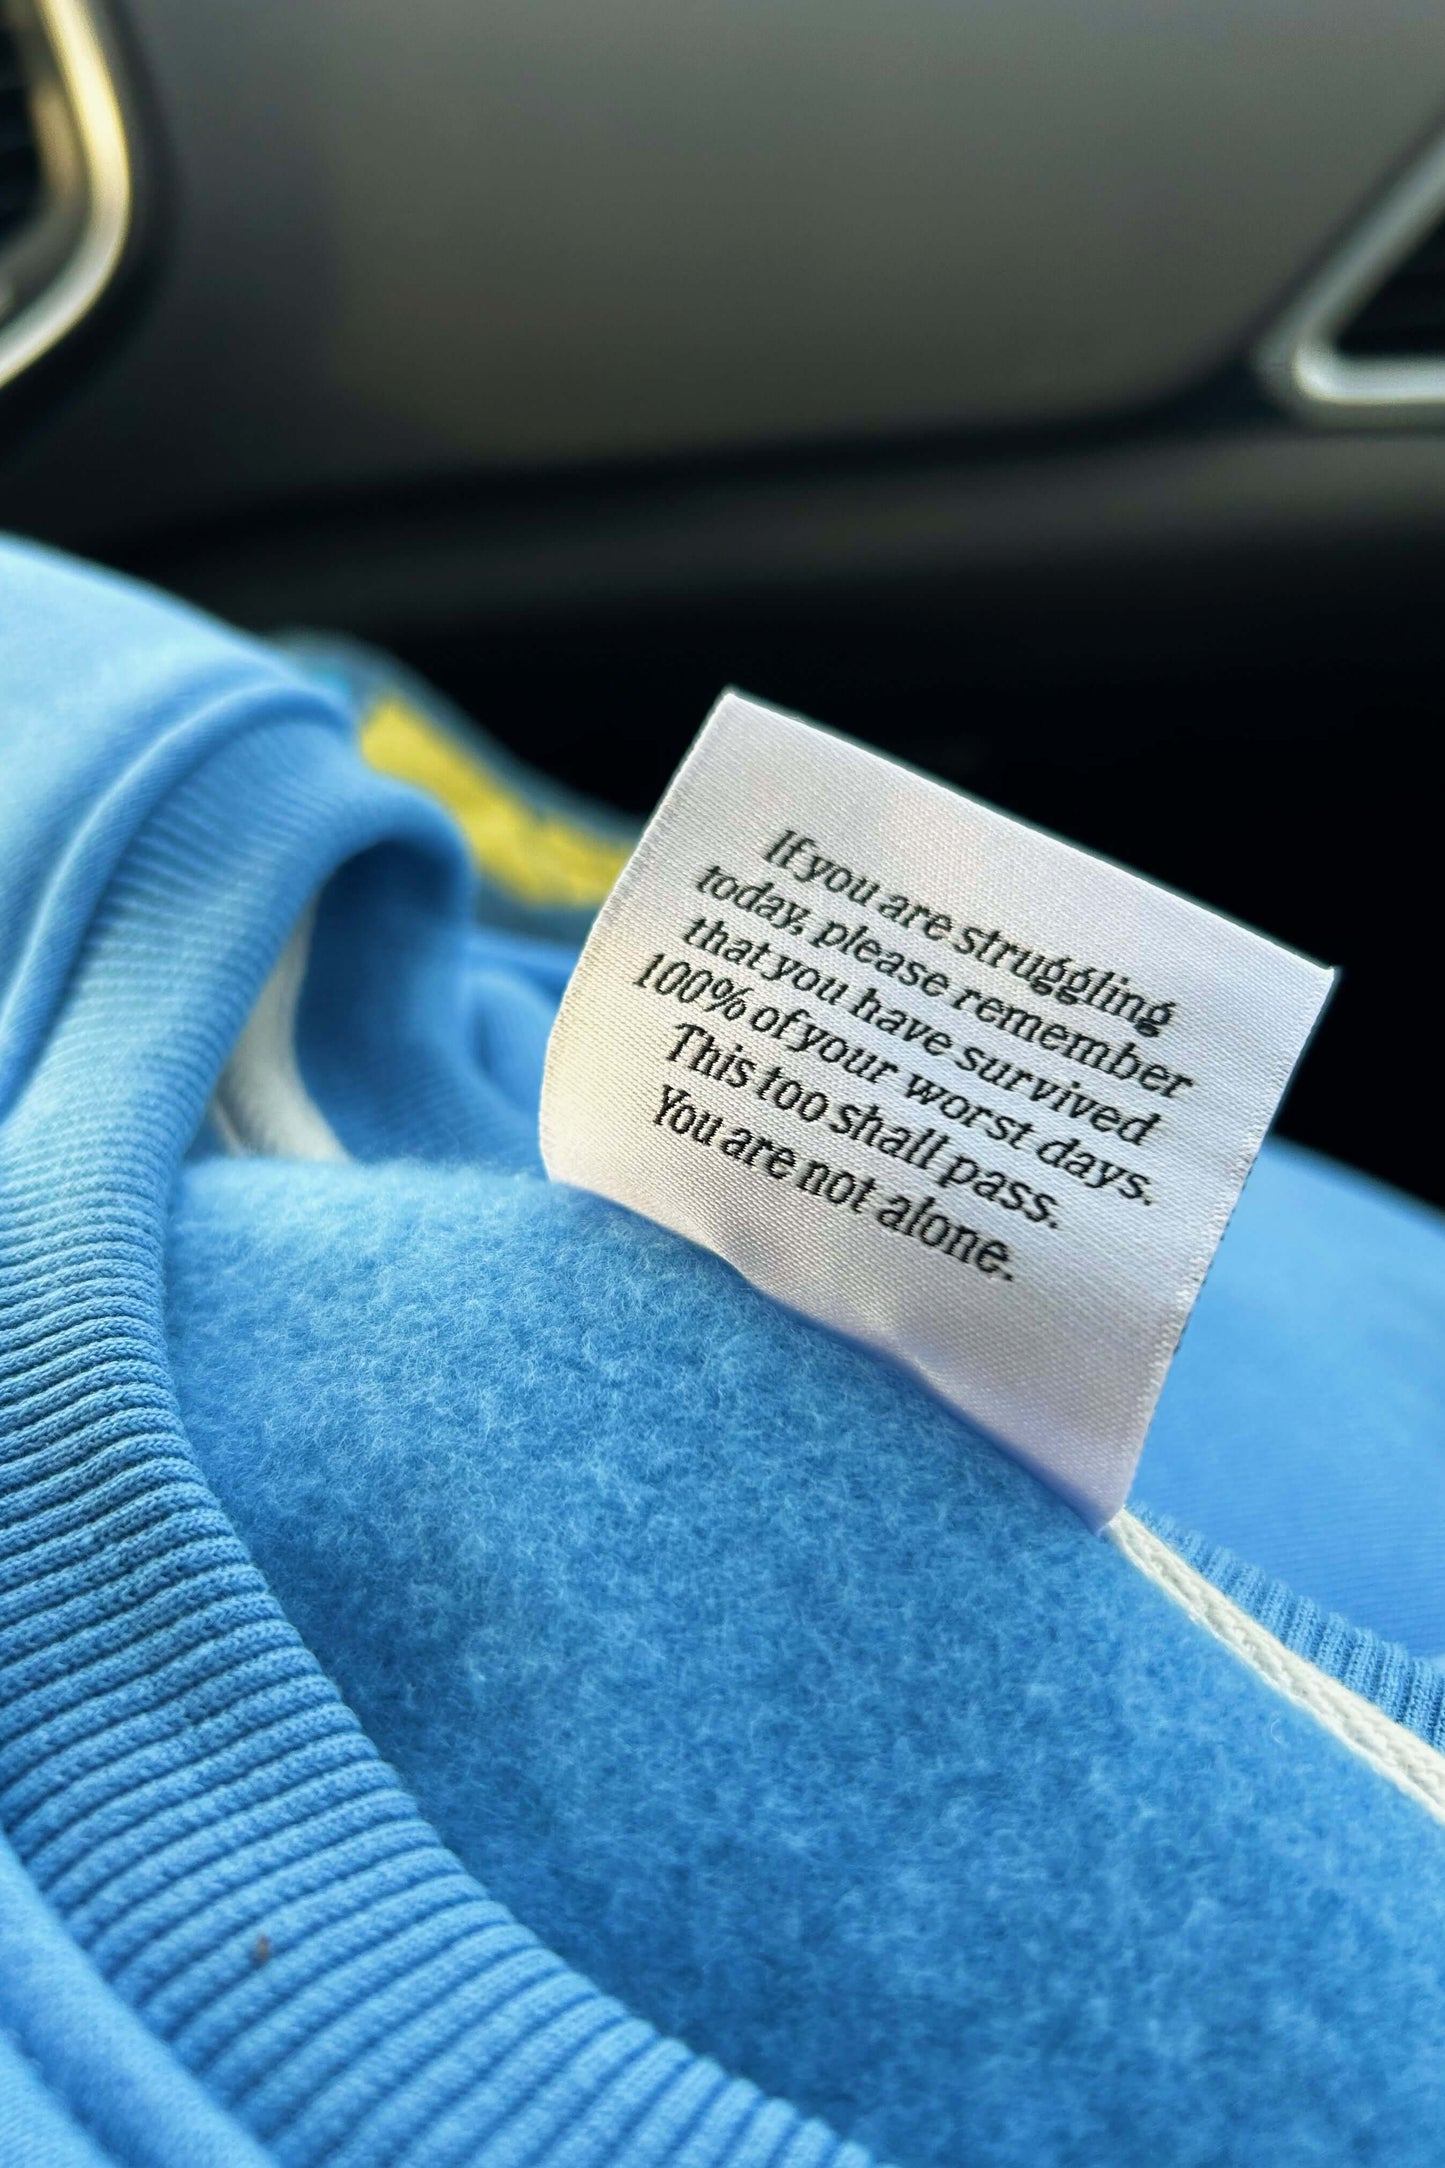 If you are struggling
today, please remember
that you have survived
100% of your worst days.
This too shall pass.
You are not alone.